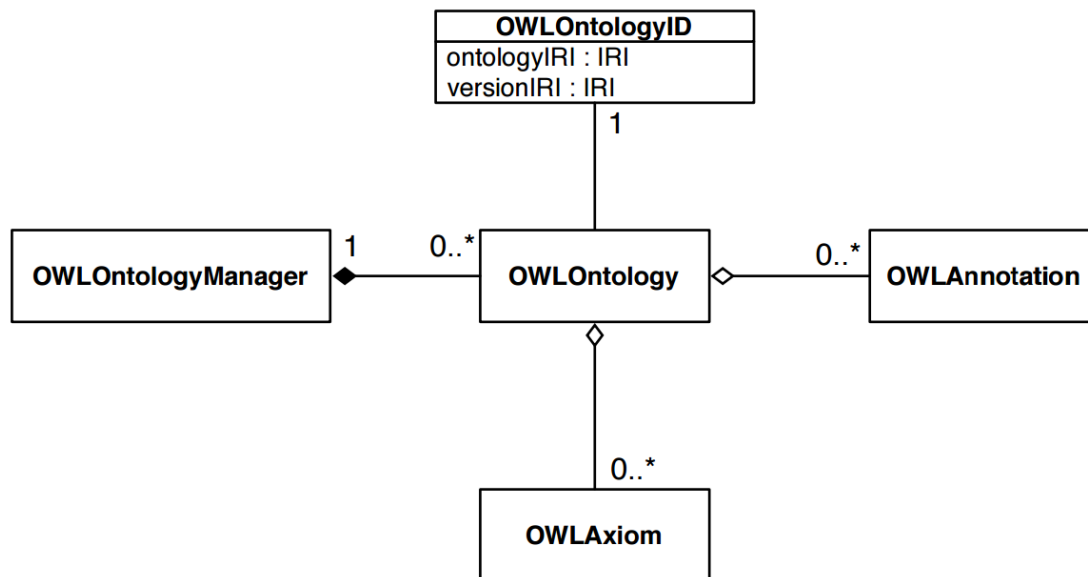 OWLOntologyID
ontologyIRI : IRI
versionIRI : IRI
1
1
0..*
0..*
OWLOntologyManager
OWLOntology
OWLAnnotation
0..*
OWLAxiom